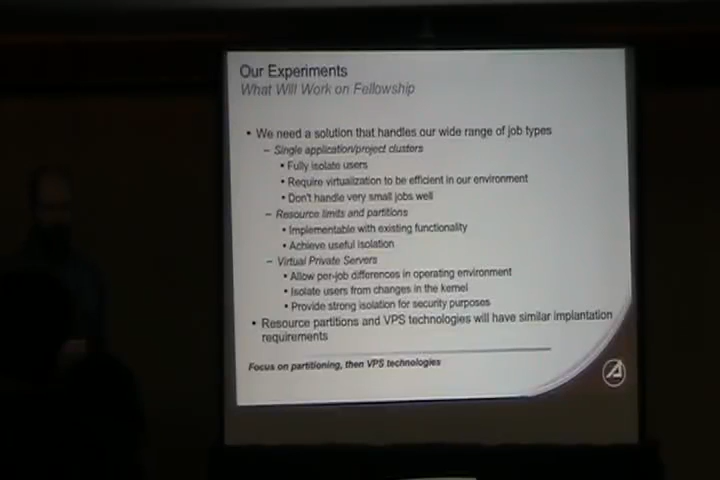 Our Experiments
What Will Work on Fellowship
• We need a solution that handles our wide range of job types
– Single application/project clusters
• Fully isolate users
• Require virtualization to be efficient in our environment
• Don't handle very small jobs well
– Resource limits and partitions
• Implementable with existing functionality
• Achieve useful isolation
– Virtual Private Servers
• Allow per-job differences in operating environment
• Isolate users from changes in the kernel
• Provide strong isolation for security purposes
• Resource partitions and VPS technologies will have similar implantation
requirements
Focus on partitioning, then VPS technologies